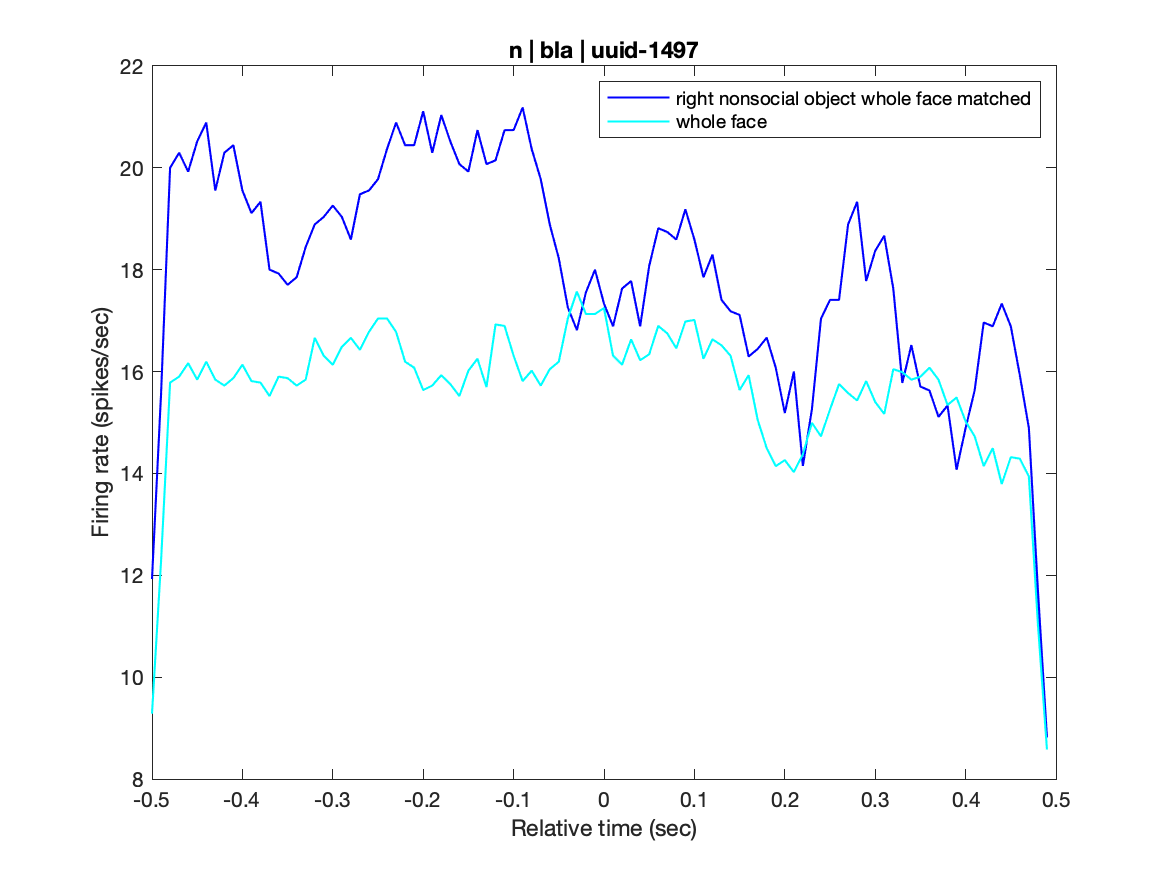 n | bla | uuid-1497
right nonsocial object whole face matched
whole face
Firing rate (spikes/sec)
22
20
18
16
14
12
10
8
-0.5 -0.4 -0.3 -0.2 -0.1 0 0.1 0.2 0.3 0.4 0.5
Relative time (sec)